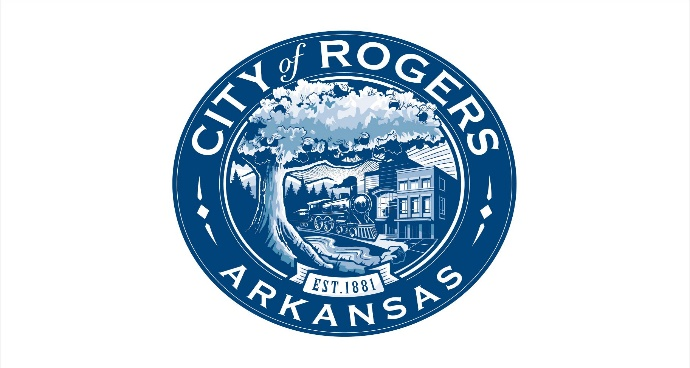 CITY of ROGERS
EST.1881
ARKANSAS